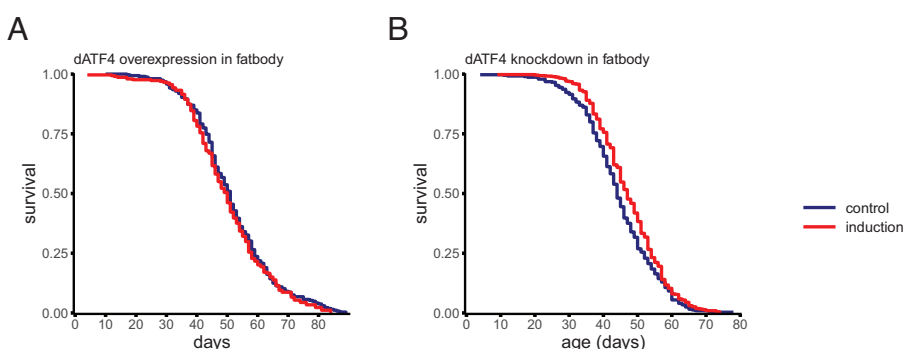 A
dATF4 overexpression in fatbody
1.00
0.75
0.50
0.25
0.00
survival
0 10 20 30 40 50 60 70 80
days
B
dATF4 knockdown in fatbody
1.00
0.75
0.50
0.25
0.00
survival
0 10 20 30 40 50 60 70 80
age (days)
control
induction